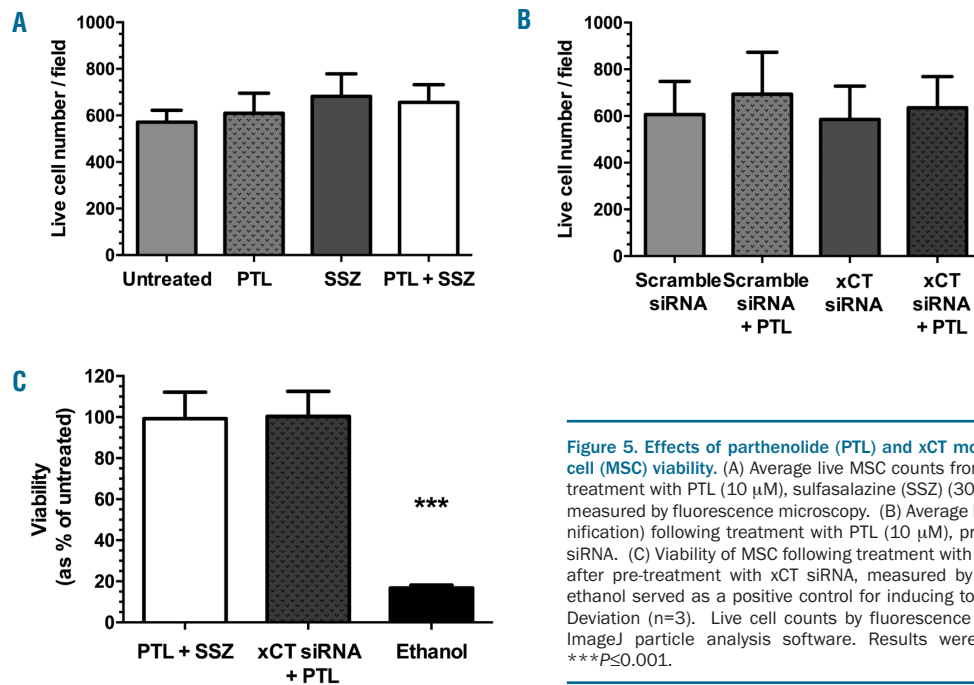 A
1000
800
600
400
200
0
Live cell number / field
Untreated PTL SSZ PTL + SSZ
B
1000
800
600
400
200
0
Live cell number / field
Scramble siRNA
Scramble siRNA + PTL
xCT siRNA
xCT siRNA + PTL
C
120
100
80
60
40
20
0
Viability
(as % of untreated)
***
PTL + SSZ
xCT siRNA
+ PTL
Ethanol
Figure 5. Effects of parthenolide (PTL) and xCT mo
cell (MSC) viability. (A) Average live MSC counts from
treatment with PTL (10 μM), sulfasalazine (SSZ) (30
measured by fluorescence microscopy. (B) Average
nification) following treatment with PTL (10 μM), pr
siRNA. (C) Viability of MSC following treatment with
after pre-treatment with xCT siRNA, measured by
ethanol served as a positive control for inducing to
Deviation (n=3). Live cell counts by fluorescence
ImageJ particle analysis software. Results were
***P≤0.001.